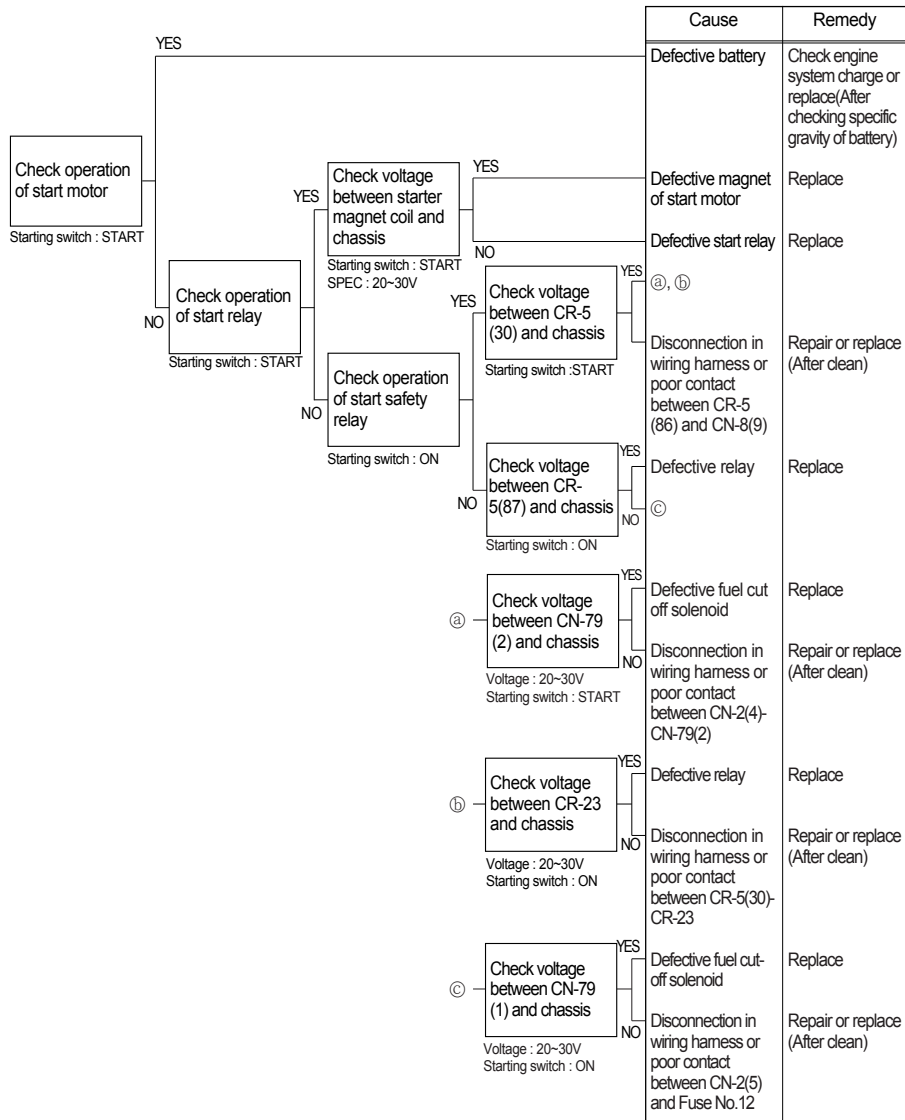 Cause
Remedy
YES
Defective battery
Check engine
system charge or
replace(After
checking specific
gravity of battery)
Check operation
of start motor
Starting switch : START
NO
Check operation
of start relay
Starting switch : START
YES
Check voltage
between starter
magnet coil and
chassis
Starting switch : START
SPEC : 20~30V
YES
Defective magnet
of start motor
Replace
NO
Defective start relay
Replace
NO
Check operation
of start safety
relay
Starting switch : ON
YES
Check voltage
between CR-5
(30) and chassis
Starting switch :START
YES
ⓐ, ⓑ
Disconnection in
wiring harness or
poor contact
between CR-5
(86) and CN-8(9)
Repair or replace
(After clean)
NO
Check voltage
between CR-
5(87) and chassis
Starting switch : ON
YES
Defective relay
Replace
NO
ⓒ
ⓐ
Check voltage
between CN-79
(2) and chassis
Voltage : 20~30V
Starting switch : START
YES
Defective fuel cut
off solenoid
Replace
NO
Disconnection in
wiring harness or
poor contact
between CN-2(4)-
CN-79(2)
Repair or replace
(After clean)
ⓑ
Check voltage
between CR-23
and chassis
Voltage : 20~30V
Starting switch : ON
YES
Defective relay
Replace
NO
Disconnection in
wiring harness or
poor contact
between CR-5(30)-
CR-23
Repair or replace
(After clean)
ⓒ
Check voltage
between CN-79
(1) and chassis
Voltage : 20~30V
Starting switch : ON
YES
Defective fuel cut-
off solenoid
Replace
NO
Disconnection in
wiring harness or
poor contact
between CN-2(5)
and Fuse No.12
Repair or replace
(After clean)